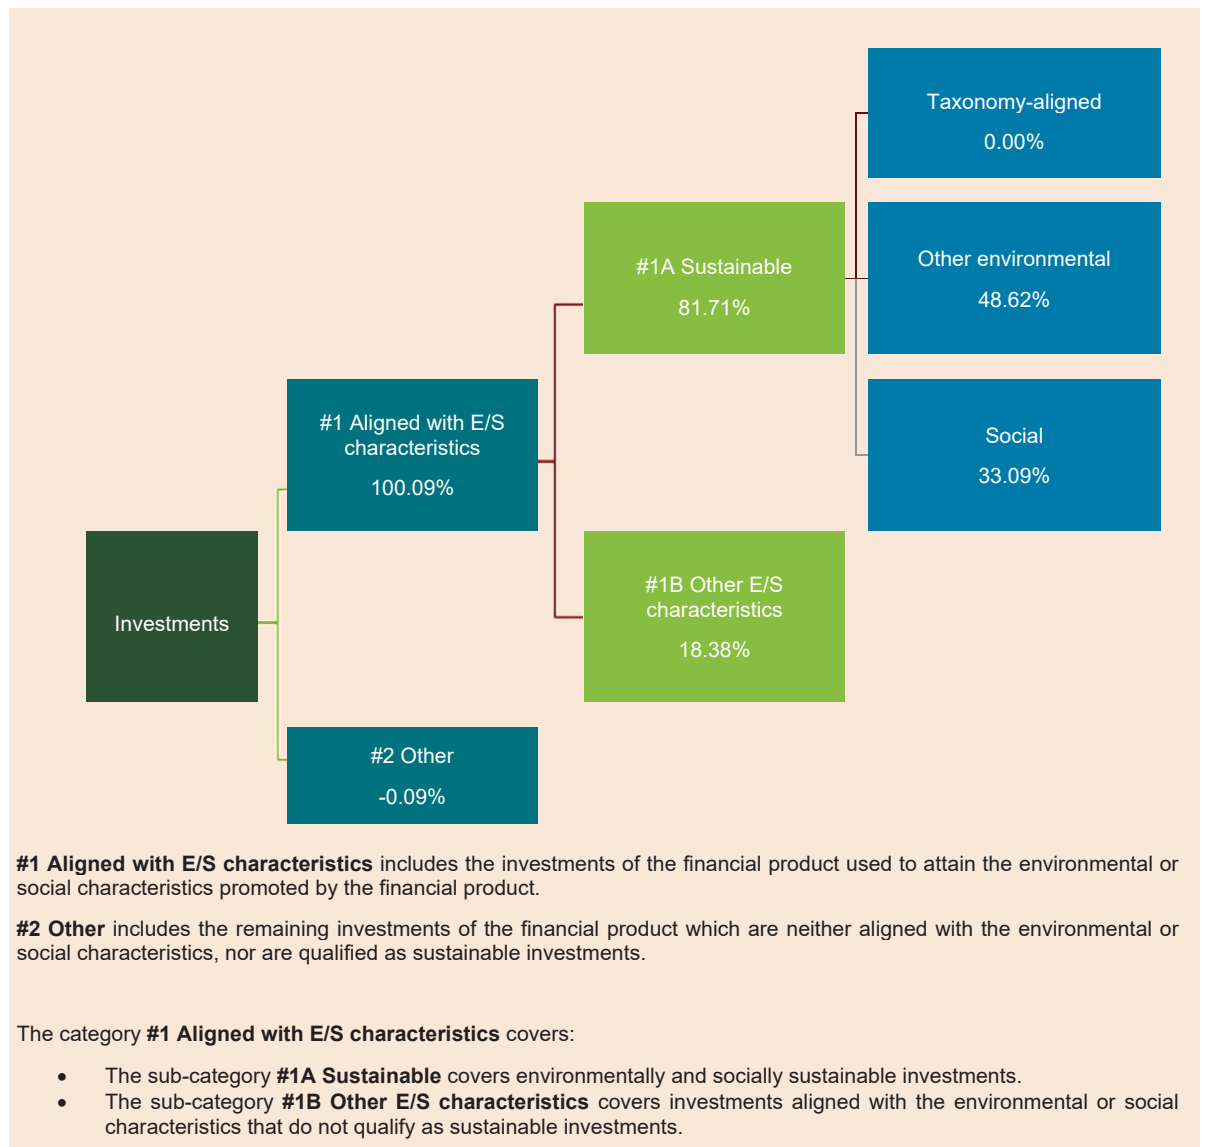 Taxonomy-aligned
0.00%
#1A Sustainable
81.71%
Other environmental
48.62%
#1 Aligned with E/S
characteristics
100.09%
Social
33.09%
Investments
#1B Other E/S
characteristics
18.38%
#2 Other
-0.09%
#1 Aligned with E/S characteristics includes the investments of the financial product used to attain the environmental or
social characteristics promoted by the financial product.
#2 Other includes the remaining investments of the financial product which are neither aligned with the environmental or
social characteristics, nor are qualified as sustainable investments.
The category #1 Aligned with E/S characteristics covers:
• The sub-category #1A Sustainable covers environmentally and socially sustainable investments.
• The sub-category #1B Other E/S characteristics covers investments aligned with the environmental or social
characteristics that do not qualify as sustainable investments.